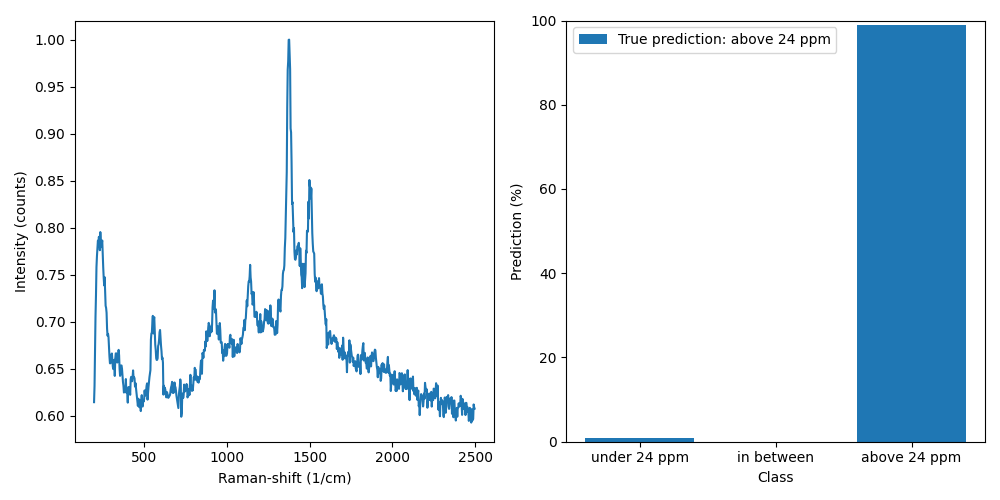 1.00
0.95
0.90
0.85
0.80
0.75
0.70
0.65
0.60
Intensity (counts)
500
1000
1500
2000
2500
Raman-shift (1/cm)
100
80
60
40
20
0
Prediction (%)
True prediction: above 24 ppm
under 24 ppm
in between
above 24 ppm
Class